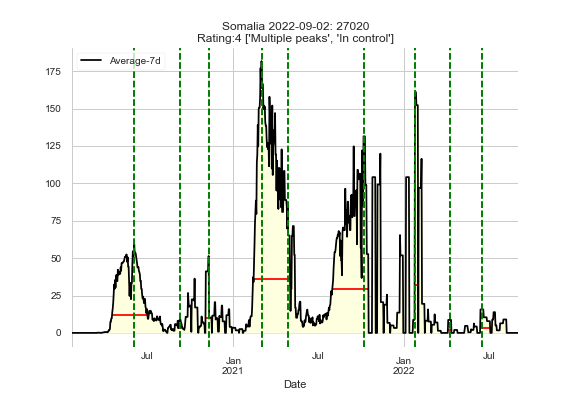 Somalia 2022-09-02: 27020
Rating:4 ['Multiple peaks', 'In control']
Average-7d
175
150
125
100
75
50
25
0
Jul
Jan
2021
Jul
Jan
2022
Jul
Date